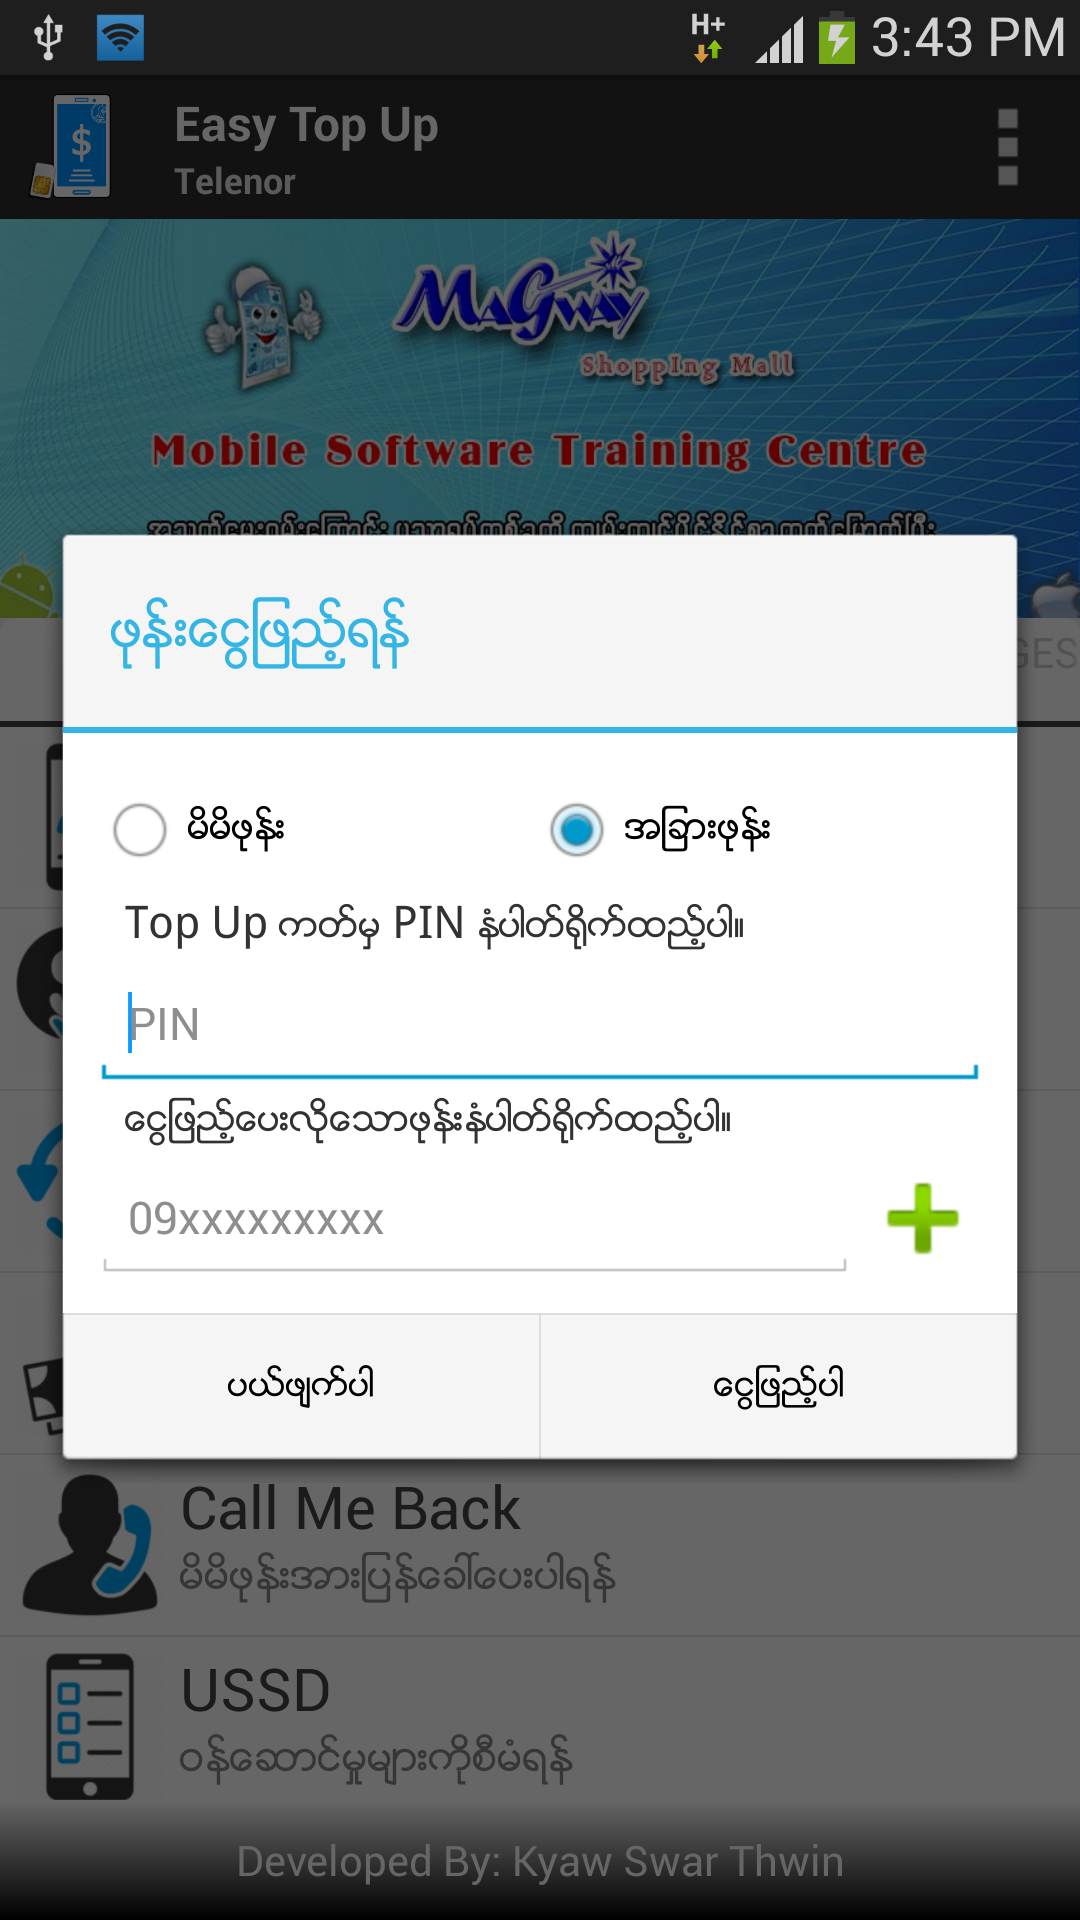 H+
3:43 PM
Easy Top Up
Telenor
MaGway
ShoppIng Mall
Mobile Software Training Centre
GES
ဖုန်းငွေဖြည့်ရန်
မိမိဖုန်း
အခြားဖုန်း
Top Up ကတ်မှ PIN နံပါတ်ရိုက်ထည့်ပါ။
PIN
ငွေဖြည့်ပေးလိုသောဖုန်းနံပါတ်ရိုက်ထည့်ပါ။
09xxxxxxxxx
ပယ်ဖျက်ပါ
ငွေဖြည့်ပါ
Call Me Back
မိမိဖုန်းအားပြန်ခေါ်ပေးပါရန်
USSD
ဝန်ဆောင်မှုများကိုစီမံရန်
Developed By: Kyaw Swar Thwin